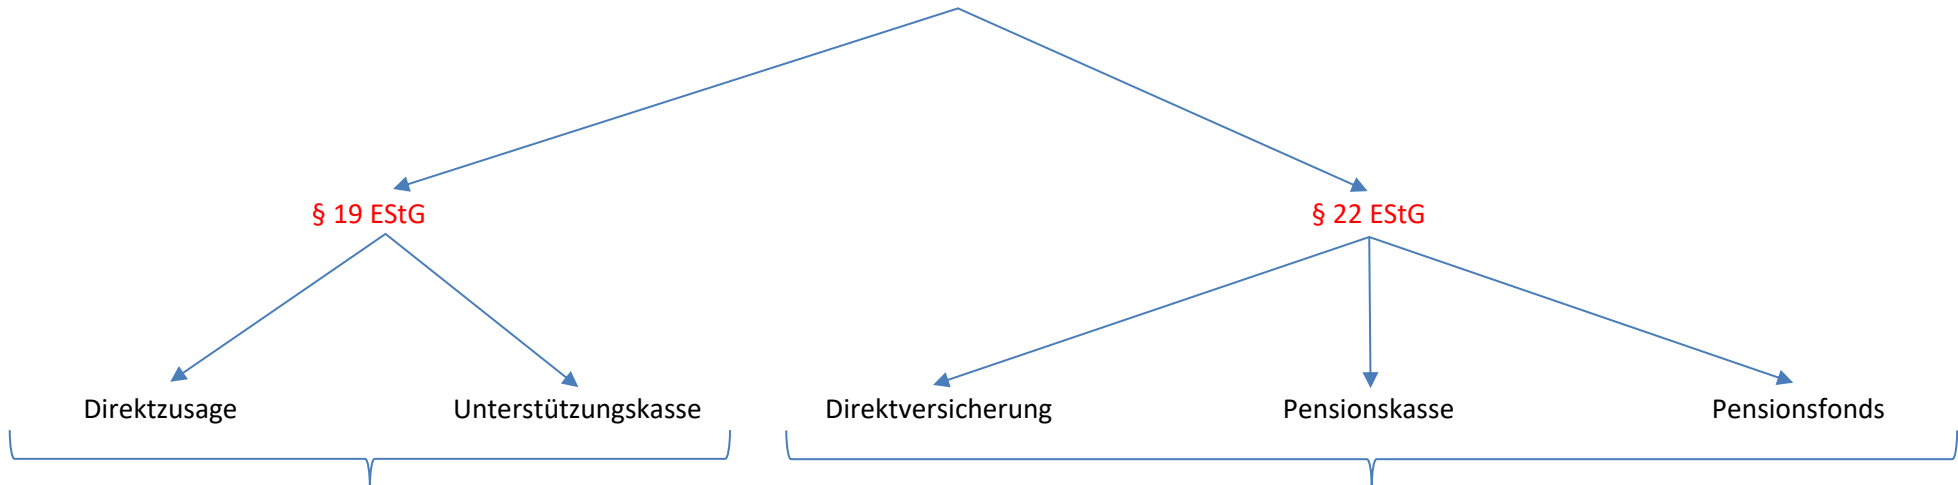 § 19 EStG
§ 22 EStG
Direktzusage
Unterstützungskasse
Direktversicherung
Pensionskasse
Pensionsfonds